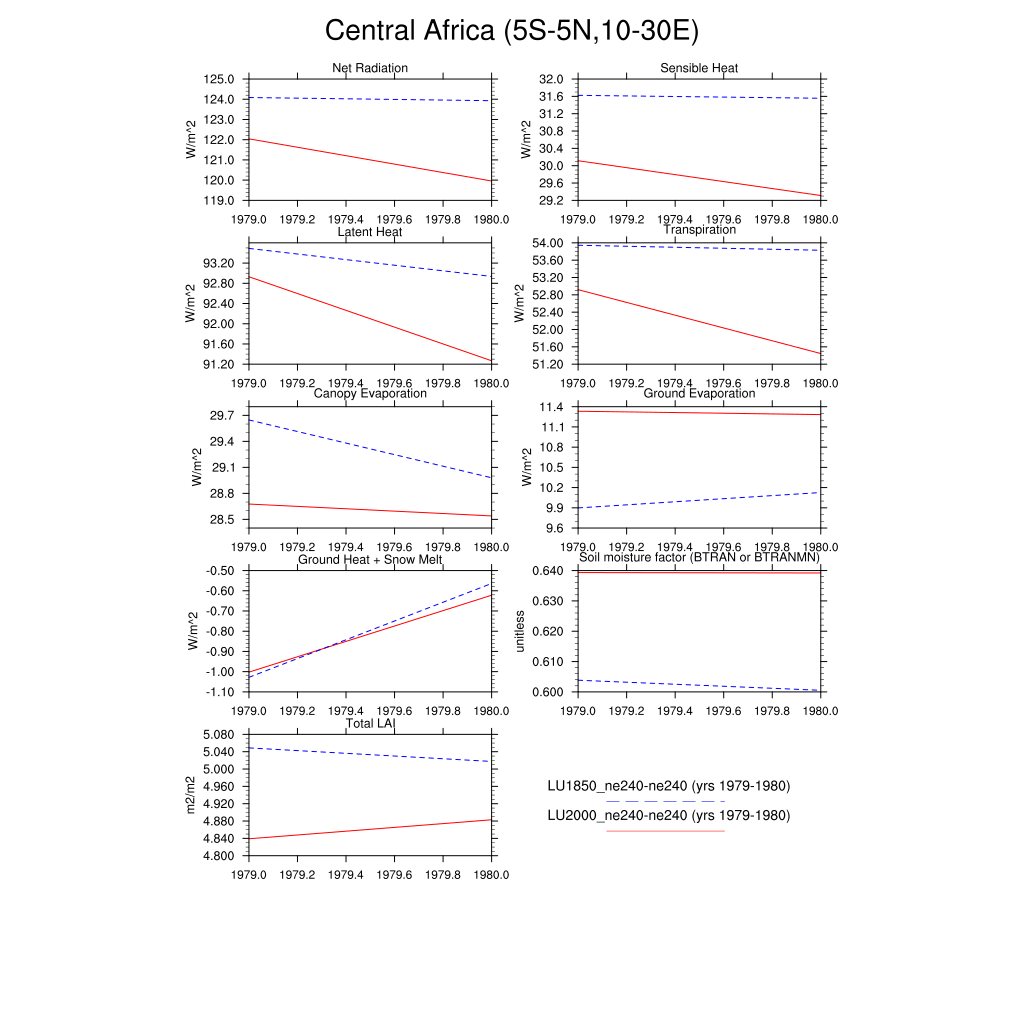 Central Africa (5S-5N,10-30E)
Net Radiation
125.0
124.0
123.0
122.0
121.0
120.0
119.0
W/m^2
1979.0 1979.2 1979.4 1979.6 1979.8 1980.0
Sensible Heat
32.0
31.6
31.2
30.8
30.4
30.0
29.6
29.2
W/m^2
1979.0 1979.2 1979.4 1979.6 1979.8 1980.0
Latent Heat
93.20
92.80
92.40
92.00
91.60
91.20
W/m^2
1979.0 1979.2 1979.4 1979.6 1979.8 1980.0
Transpiration
54.00
53.60
53.20
52.80
52.40
52.00
51.60
51.20
W/m^2
1979.0 1979.2 1979.4 1979.6 1979.8 1980.0
Canopy Evaporation
29.7
29.4
29.1
28.8
28.5
W/m^2
1979.0 1979.2 1979.4 1979.6 1979.8 1980.0
Ground Evaporation
11.4
11.1
10.8
10.5
10.2
9.9
9.6
W/m^2
1979.0 1979.2 1979.4 1979.6 1979.8 1980.0
Ground Heat + Snow Melt
-0.50
-0.60
-0.70
-0.80
-0.90
-1.00
-1.10
W/m^2
1979.0 1979.2 1979.4 1979.6 1979.8 1980.0
Soil moisture factor (BTRAN or BTRANMN)
0.640
0.630
0.620
0.610
0.600
unitless
1979.0 1979.2 1979.4 1979.6 1979.8 1980.0
Total LAI
5.080
5.040
5.000
4.960
4.920
4.880
4.840
4.800
m2/m2
1979.0 1979.2 1979.4 1979.6 1979.8 1980.0
LU1850_ne240-ne240 (yrs 1979-1980)
LU2000_ne240-ne240 (yrs 1979-1980)